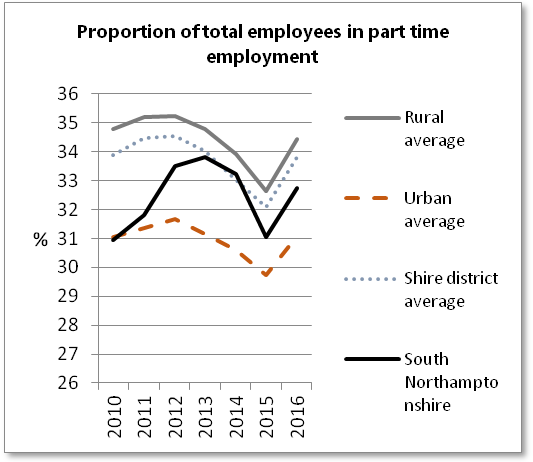 Proportion of total employees in part time
employment
36
35
34
33
32
31
30
29
28
27
26
%
2010
2011
2012
2013
2014
2015
2016
Rural
average
Urban
average
Shire district
average
South
Northampto
nshire